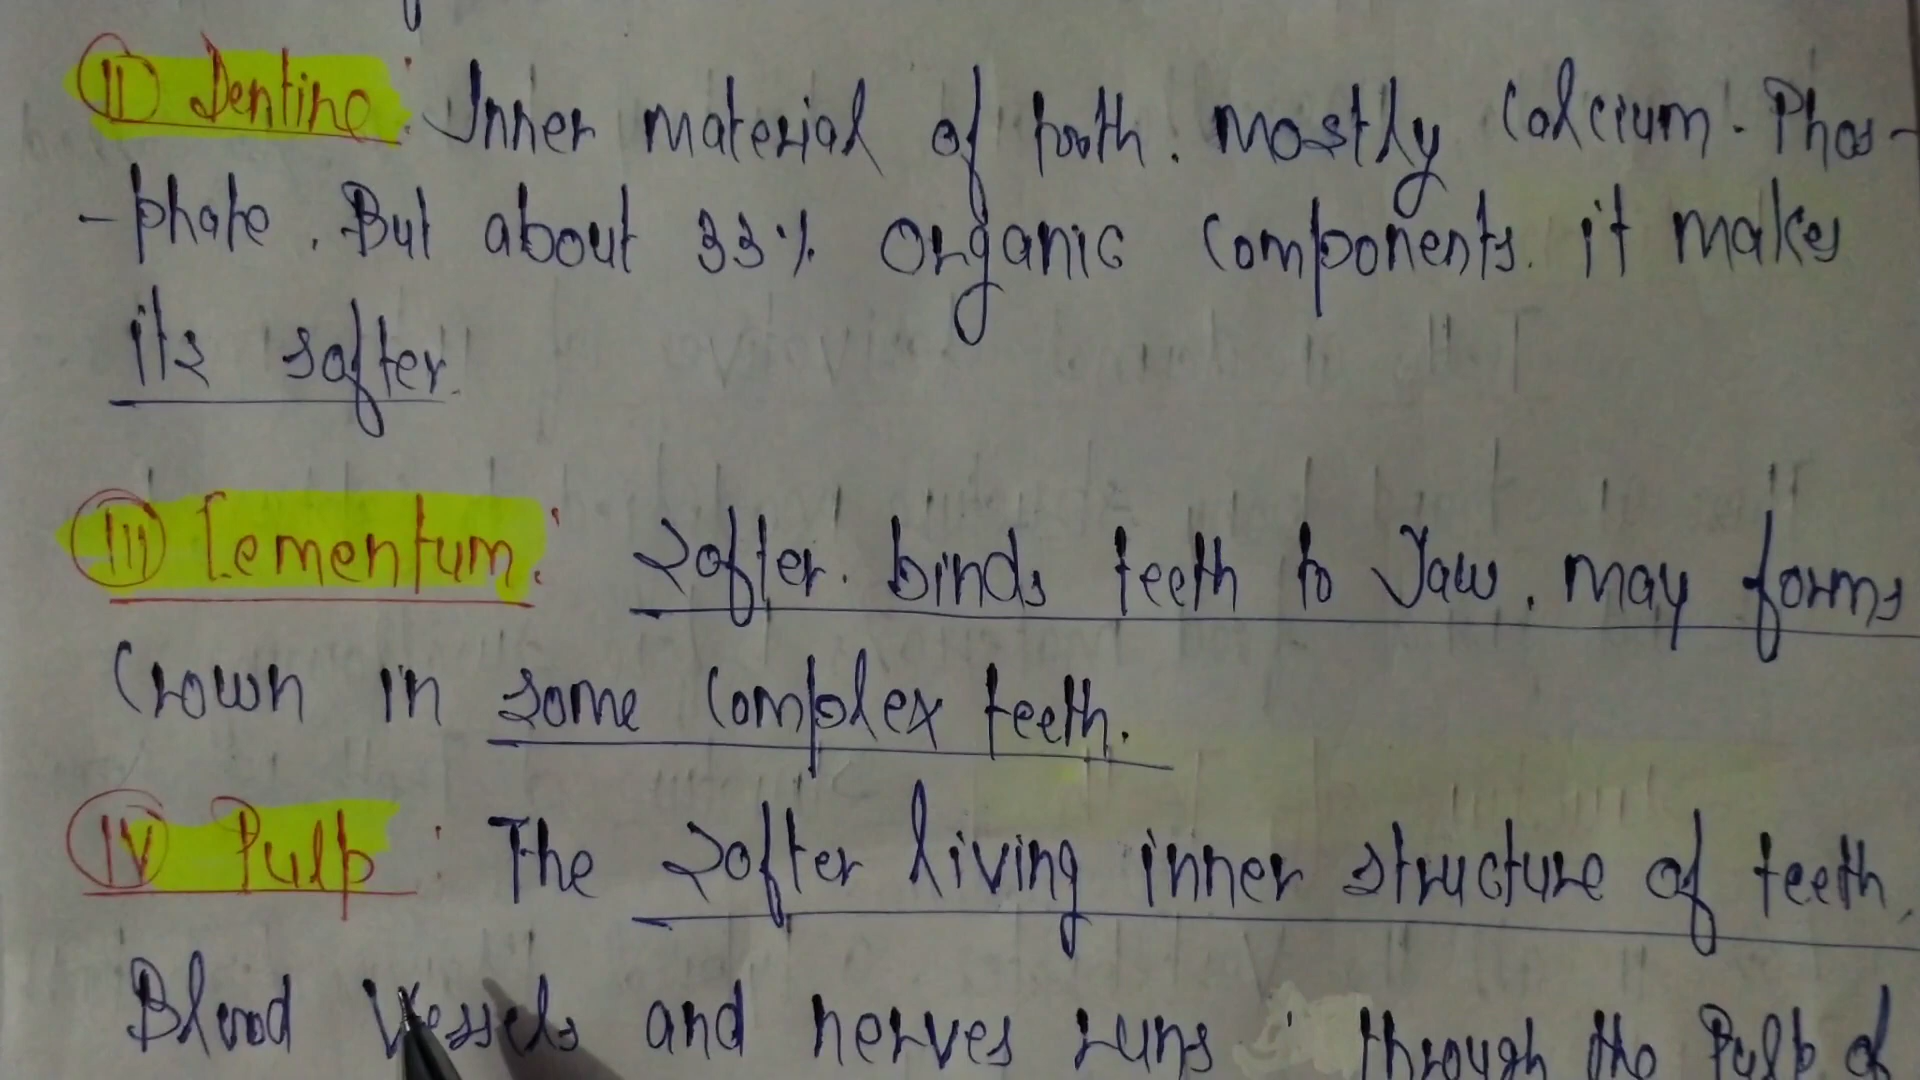 (II) Dentine: Inner material of tooth. mostly Calcium. Phos-
-phate. But about 33% organic components. it makes
its softer.
(III) Cementum: Softer. binds teeth to Jaw. may forms
Crown in some complex teeth.
(IV) Pulp: The Softer living inner structure of teeth.
Blood Vessels and nerves runs through the Pulp of